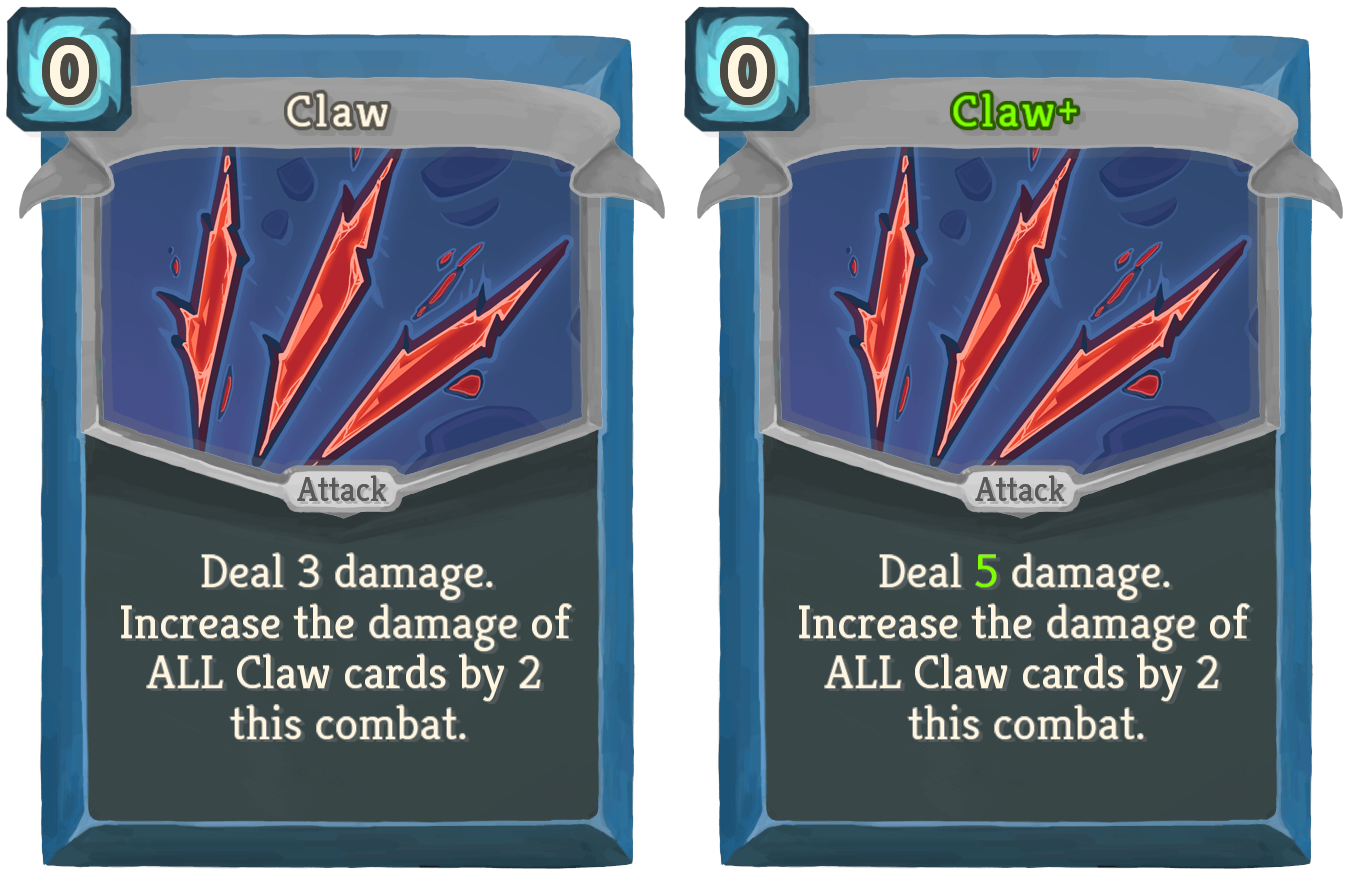 0
Claw
Attack
Deal 3 damage.
Increase the damage of
ALL Claw cards by 2
this combat.
0
Claw+
Attack
Deal 5 damage.
Increase the damage of
ALL Claw cards by 2
this combat.